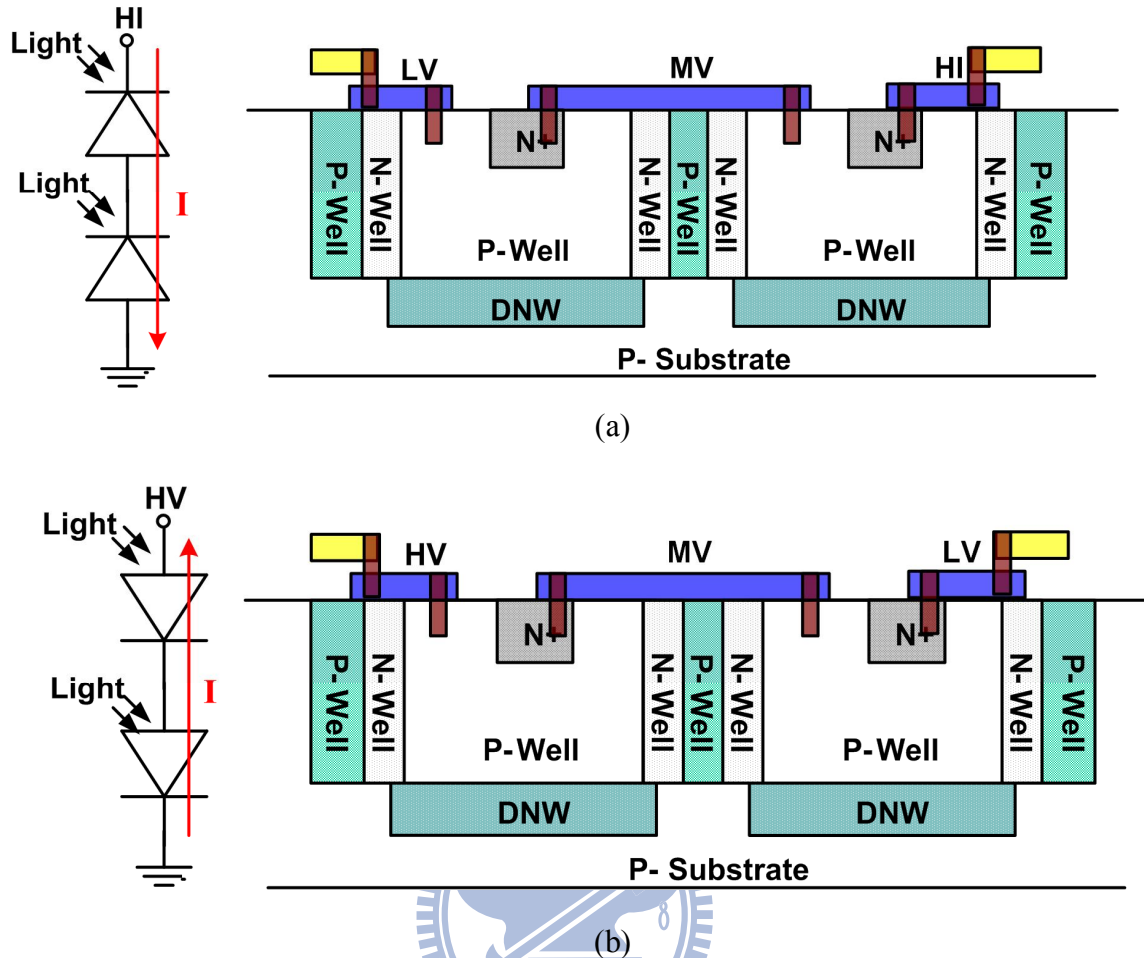 HI
Light
LV
MV
HI
N+
N+
P- Well
N- Well
N- Well
P- Well
N- Well
N- Well
P- Well
Light
I
P-Well
P-Well
DNW
DNW
P- Substrate
(a)
HV
Light
HV
MV
LV
N+
N+
P- Well
N- Well
N- Well
P- Well
N- Well
N- Well
P- Well
Light
I
P-Well
P-Well
DNW
DNW
P- Substrate
8
(b)